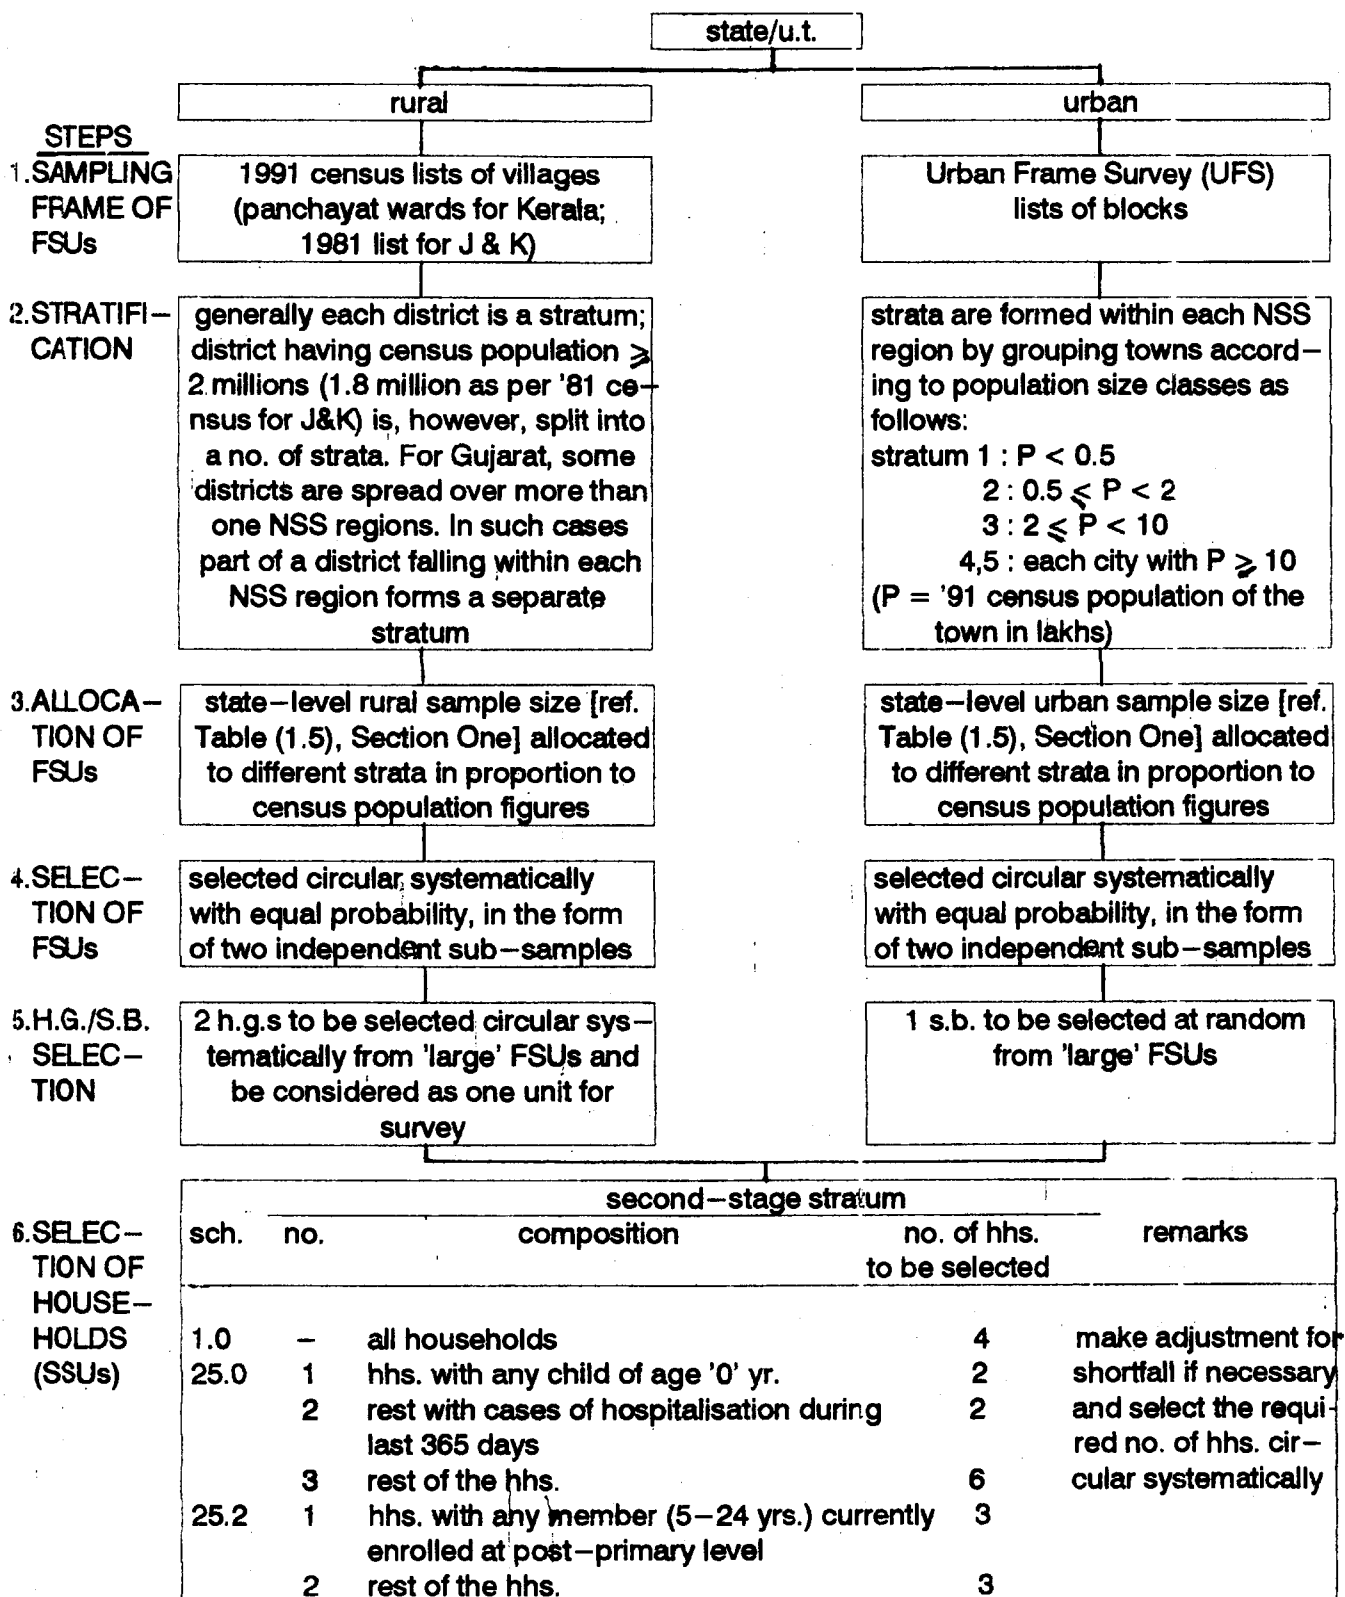 state/u.t.
rural
urban
STEPS
1.SAMPLING
FRAME OF
FSUs
1991 census lists of villages
(panchayat wards for Kerala;
1981 list for J & K)
Urban Frame Survey (UFS)
lists of blocks
2.STRATIFI–
CATION
generally each district is a stratum;
district having census population ⩾
2 millions (1.8 million as per '81 ce–
nsus for J&K) is, however, split into
a no. of strata. For Gujarat, some
districts are spread over more than
one NSS regions. In such cases
part of a district falling within each
NSS region forms a separate
stratum
strata are formed within each NSS
region by grouping towns accord–
ing to population size classes as
follows:
stratum 1 : P < 0.5
2 : 0.5 ⩽ P < 2
3 : 2 ⩽ P < 10
4,5 : each city with P ⩾ 10
(P = '91 census population of the
town in lakhs)
3.ALLOCA–
TION OF
FSUs
state–level rural sample size [ref.
Table (1.5), Section One] allocated
to different strata in proportion to
census population figures
state–level urban sample size [ref.
Table (1.5), Section One] allocated
to different strata in proportion to
census population figures
4.SELEC–
TION OF
FSUs
selected circular systematically
with equal probability, in the form
of two independent sub–samples
selected circular systematically
with equal probability, in the form
of two independent sub–samples
5.H.G./S.B.
SELEC–
TION
2 h.g.s to be selected circular sys–
tematically from 'large' FSUs and
be considered as one unit for
survey
1 s.b. to be selected at random
from 'large' FSUs
6.SELEC–
TION OF
HOUSE–
HOLDS
(SSUs)
second–stage stratum
sch. no. composition no. of hhs. remarks
to be selected
1.0 – all households 4 make adjustment for
25.0 1 hhs. with any child of age '0' yr. 2 shortfall if necessary
2 rest with cases of hospitalisation during 2 and select the requi–
last 365 days red no. of hhs. cir–
3 rest of the hhs. 6 cular systematically
25.2 1 hhs. with any member (5–24 yrs.) currently 3
enrolled at post–primary level
2 rest of the hhs. 3